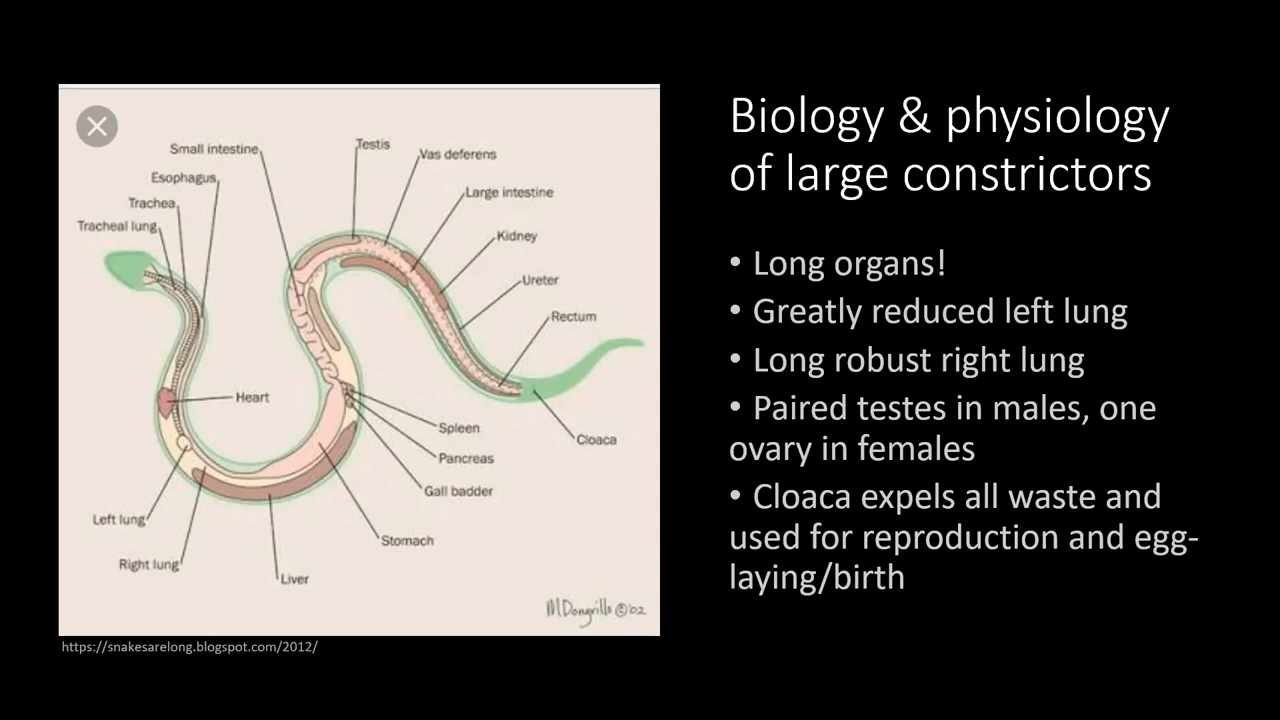 Biology & physiology
of large constrictors
Small intestine
Testis
Vas deferens
Esophagus
Large intestine
Trachea
Tracheal lung
Kidney
Ureter
Rectum
Heart
Spleen
Cloaca
Pancreas
Gall badder
Left lung
Stomach
Right lung
Liver
MDongrillo © '02
https://snakesarelong.blogspot.com/2012/
• Long organs!
• Greatly reduced left lung
• Long robust right lung
• Paired testes in males, one
ovary in females
• Cloaca expels all waste and
used for reproduction and egg-
laying/birth